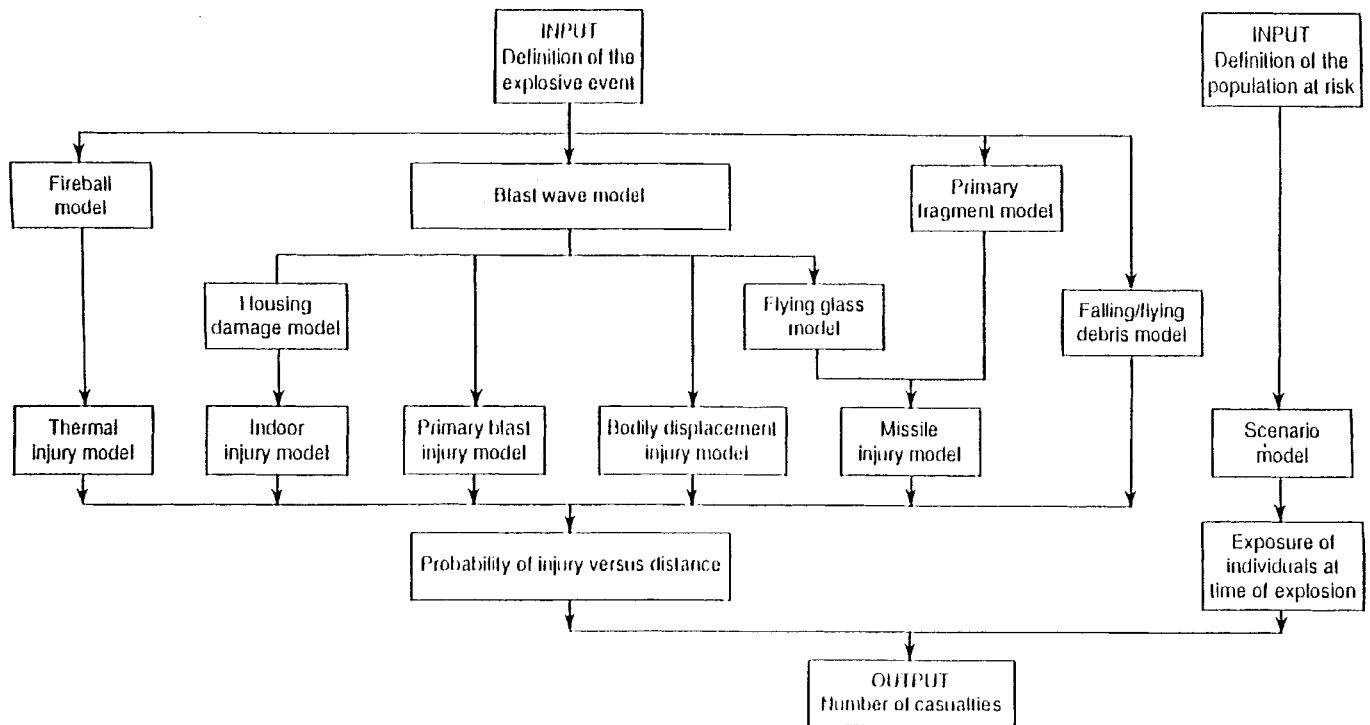 INPUT
Definition of the
explosive event
INPUT
Definition of the
population at risk
Fireball
model
Blast wave model
Primary
fragment model
Housing
damage model
Flying glass
model
Falling/flying
debris model
Thermal
Injury model
Indoor
injury model
Primary blast
injury model
Bodily displacement
injury model
Missile
injury model
Scenario
model
Probability of injury versus distance
Exposure of
individuals at
time of explosion
OUTPUT
Number of casualties